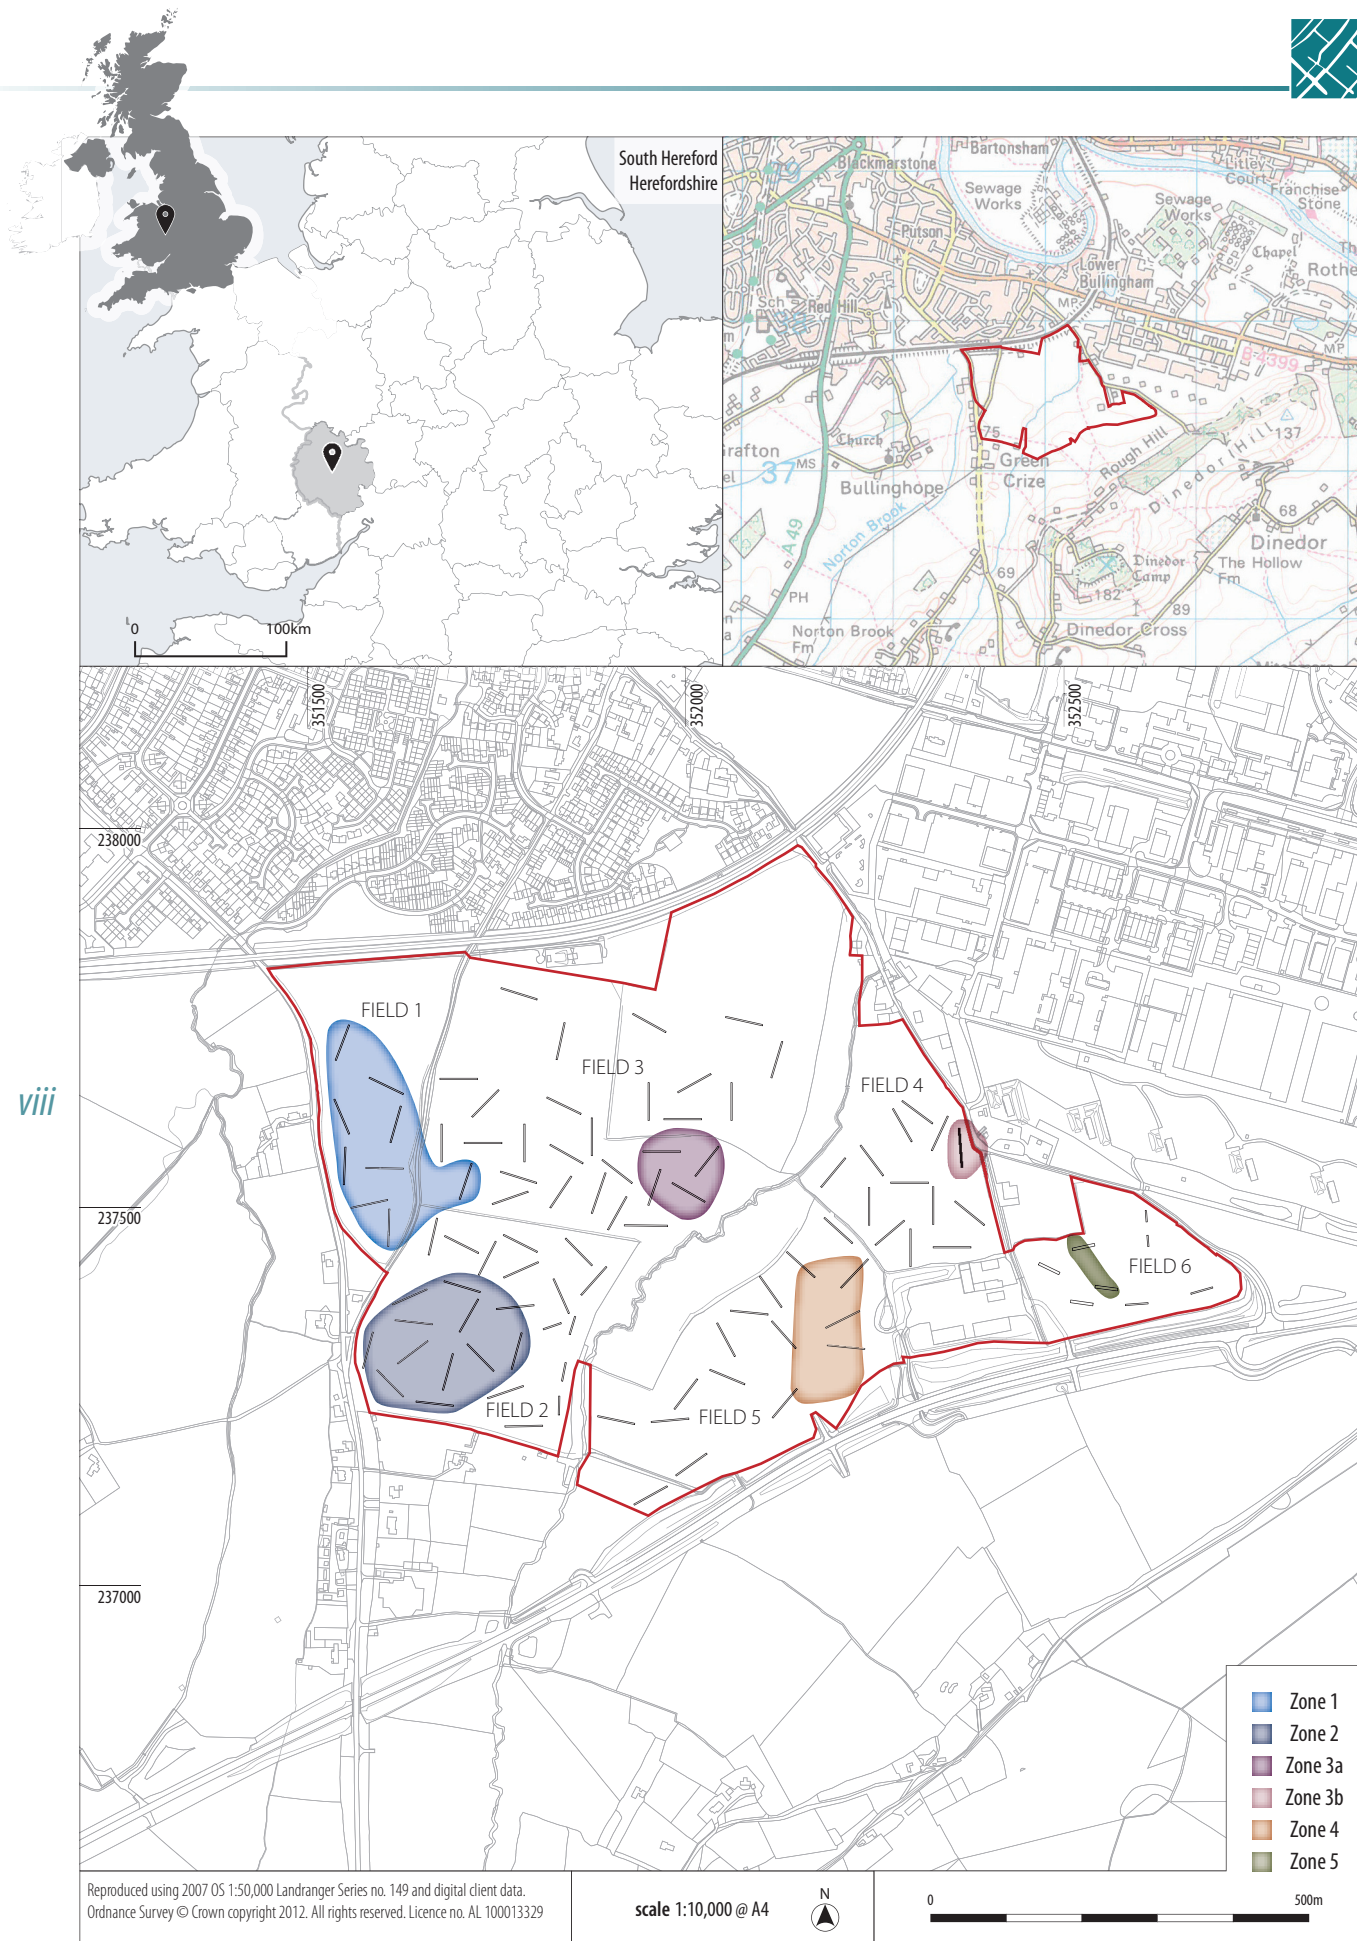 South Hereford
Herefordshire
0
100km
Blackmarstone
Bartonsham
Sewage
Works
Litley
Court
Franchise
Stone
Sewage
Works
Putson
Chapel
Rothe
Lower
Bullingham
MP
Sch
Red Hill
MP
B 4399
75
Church
Rough Hill
137
Grafton
MS
37
Green
Crize
Bullinghope
Dinedor Hill
68
A 49
Norton Brook
Dinedor
Dinedor
Camp
The Hollow
Fm
69
182
89
PH
Norton Brook
Fm
Dinedor Cross
351500
352000
352500
238000
FIELD 1
FIELD 3
FIELD 4
viii
237500
FIELD 6
FIELD 2
FIELD 5
237000
Zone 1
Zone 2
Zone 3a
Zone 3b
Zone 4
Zone 5
Reproduced using 2007 OS 1:50,000 Landranger Series no. 149 and digital client data.
Ordnance Survey © Crown copyright 2012. All rights reserved. Licence no. AL 100013329
scale 1:10,000 @ A4
N
0
500m